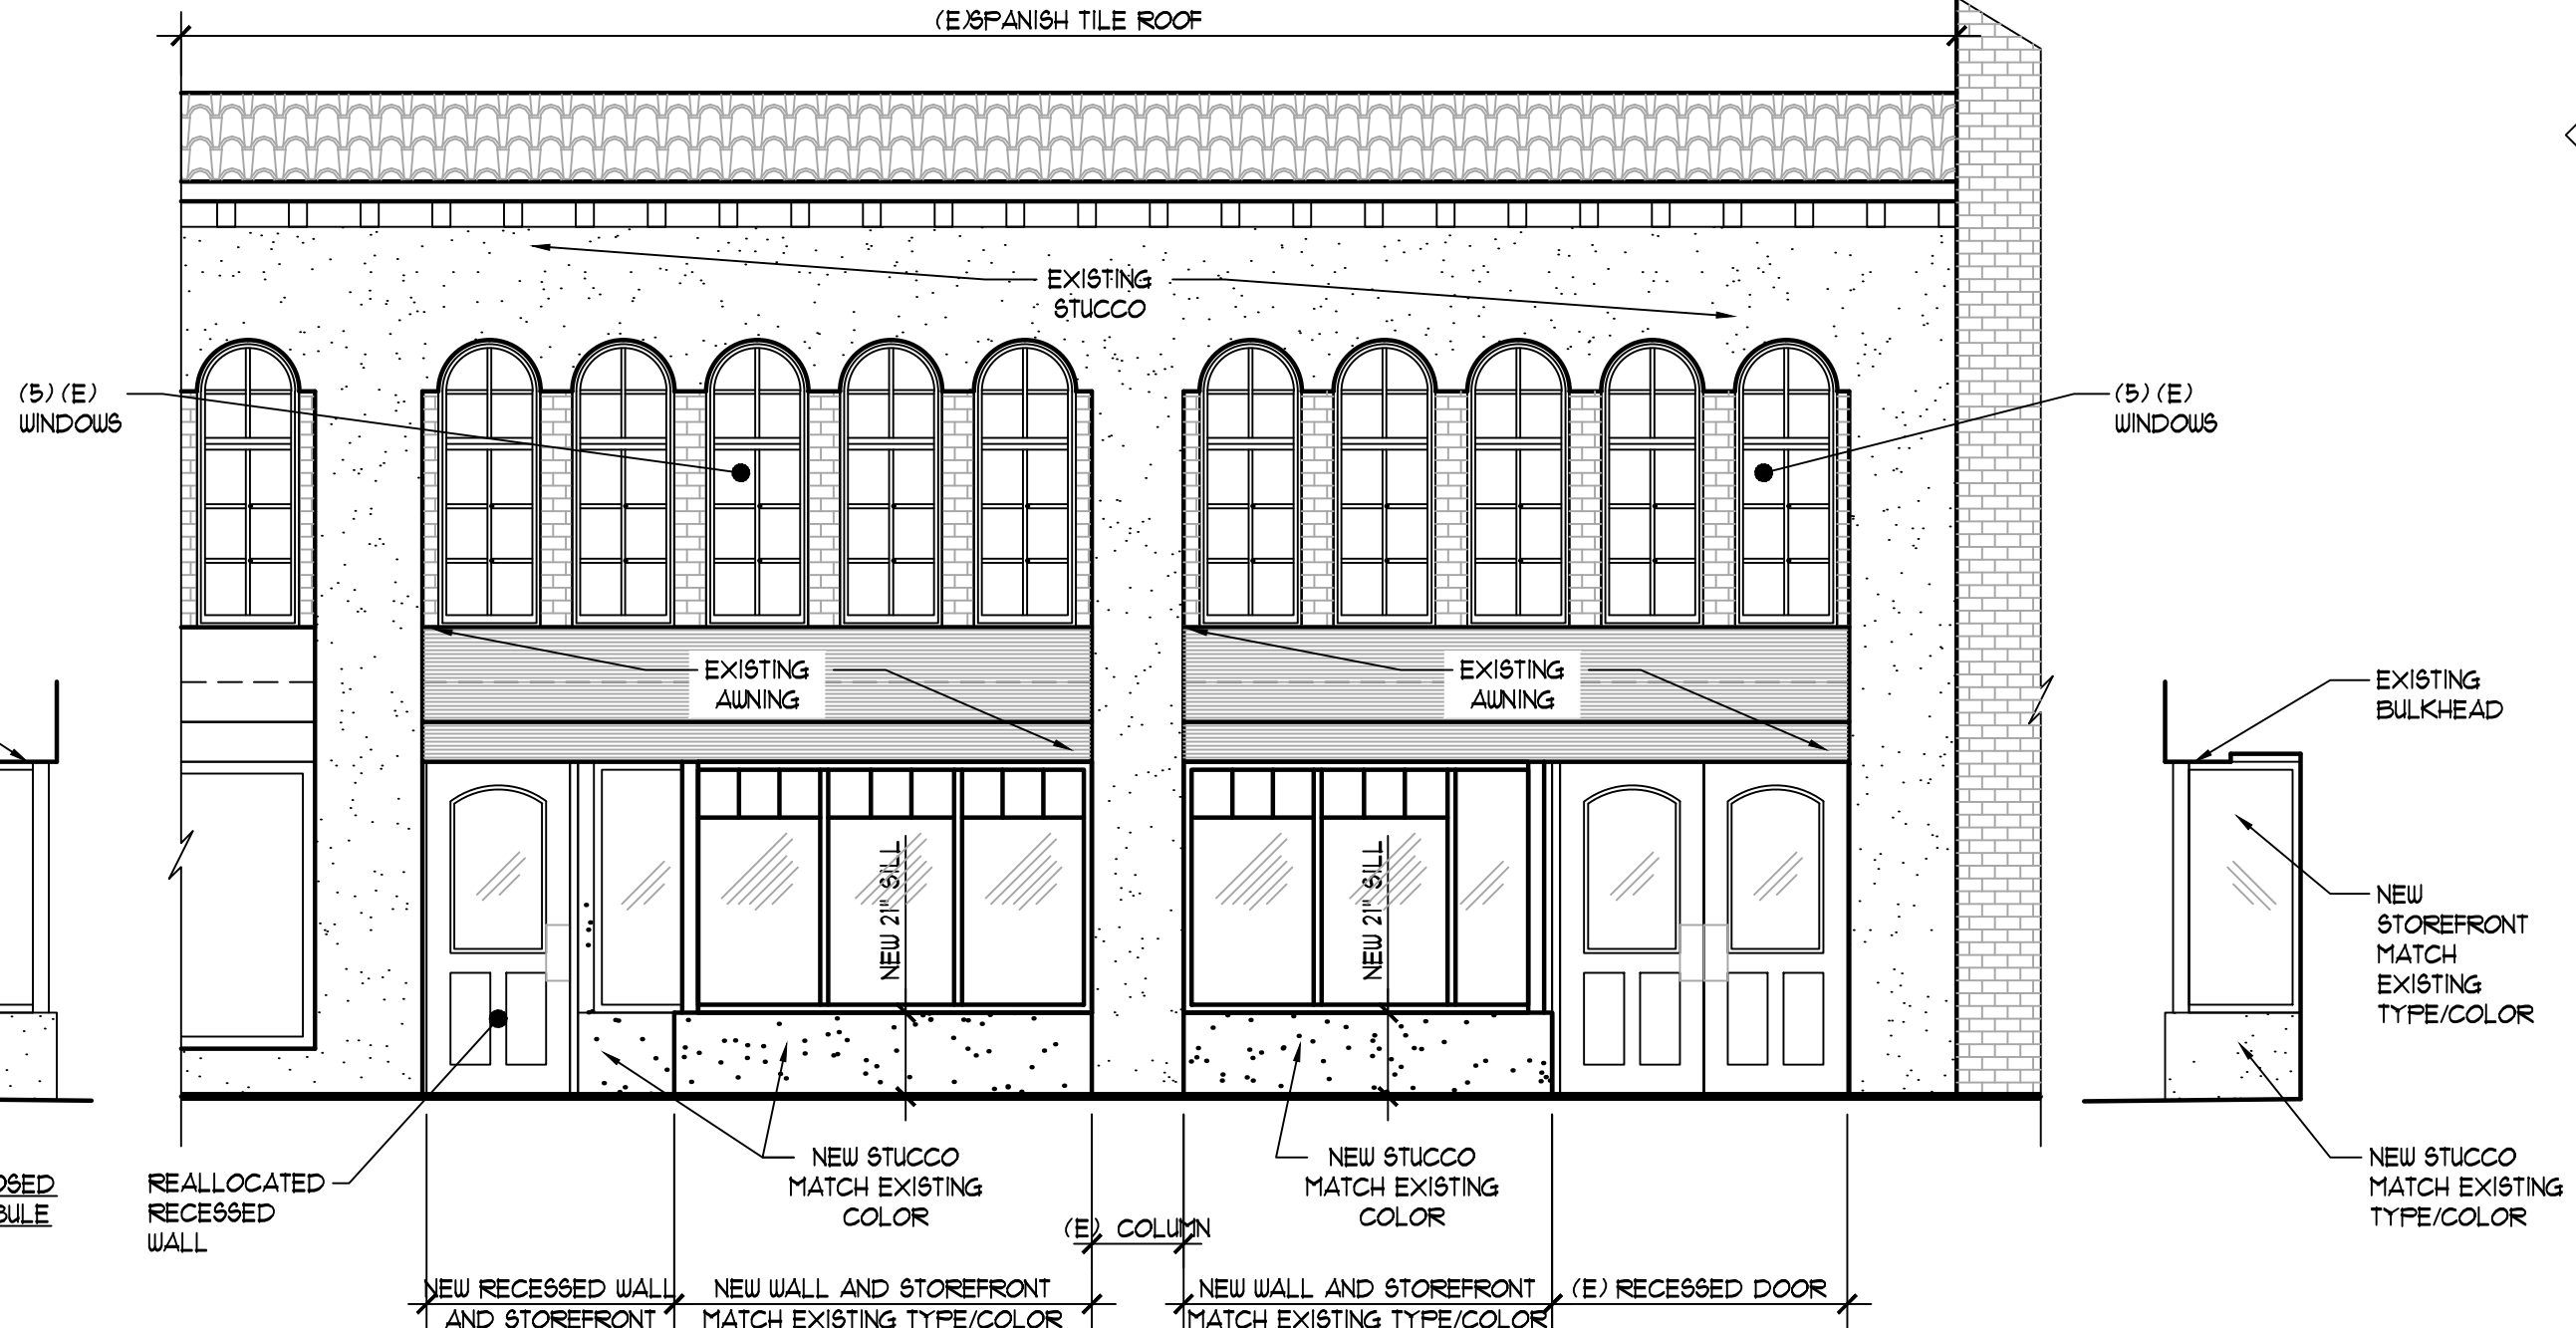 (E)SPANISH TILE ROOF
EXISTING
STUCCO
(5) (E)
WINDOWS
(5) (E)
WINDOWS
EXISTING
AWNING
EXISTING
AWNING
EXISTING
BULKHEAD
NEW 21" SILL
NEW 21" SILL
NEW
STOREFRONT
MATCH
EXISTING
TYPE/COLOR
REALLOCATED
RECESSED
WALL
NEW STUCCO
MATCH EXISTING
COLOR
NEW STUCCO
MATCH EXISTING
COLOR
NEW STUCCO
MATCH EXISTING
TYPE/COLOR
(E) COLUMN
NEW RECESSED WALL
AND STOREFRONT
NEW WALL AND STOREFRONT
MATCH EXISTING TYPE/COLOR
NEW WALL AND STOREFRONT
MATCH EXISTING TYPE/COLOR
(E) RECESSED DOOR